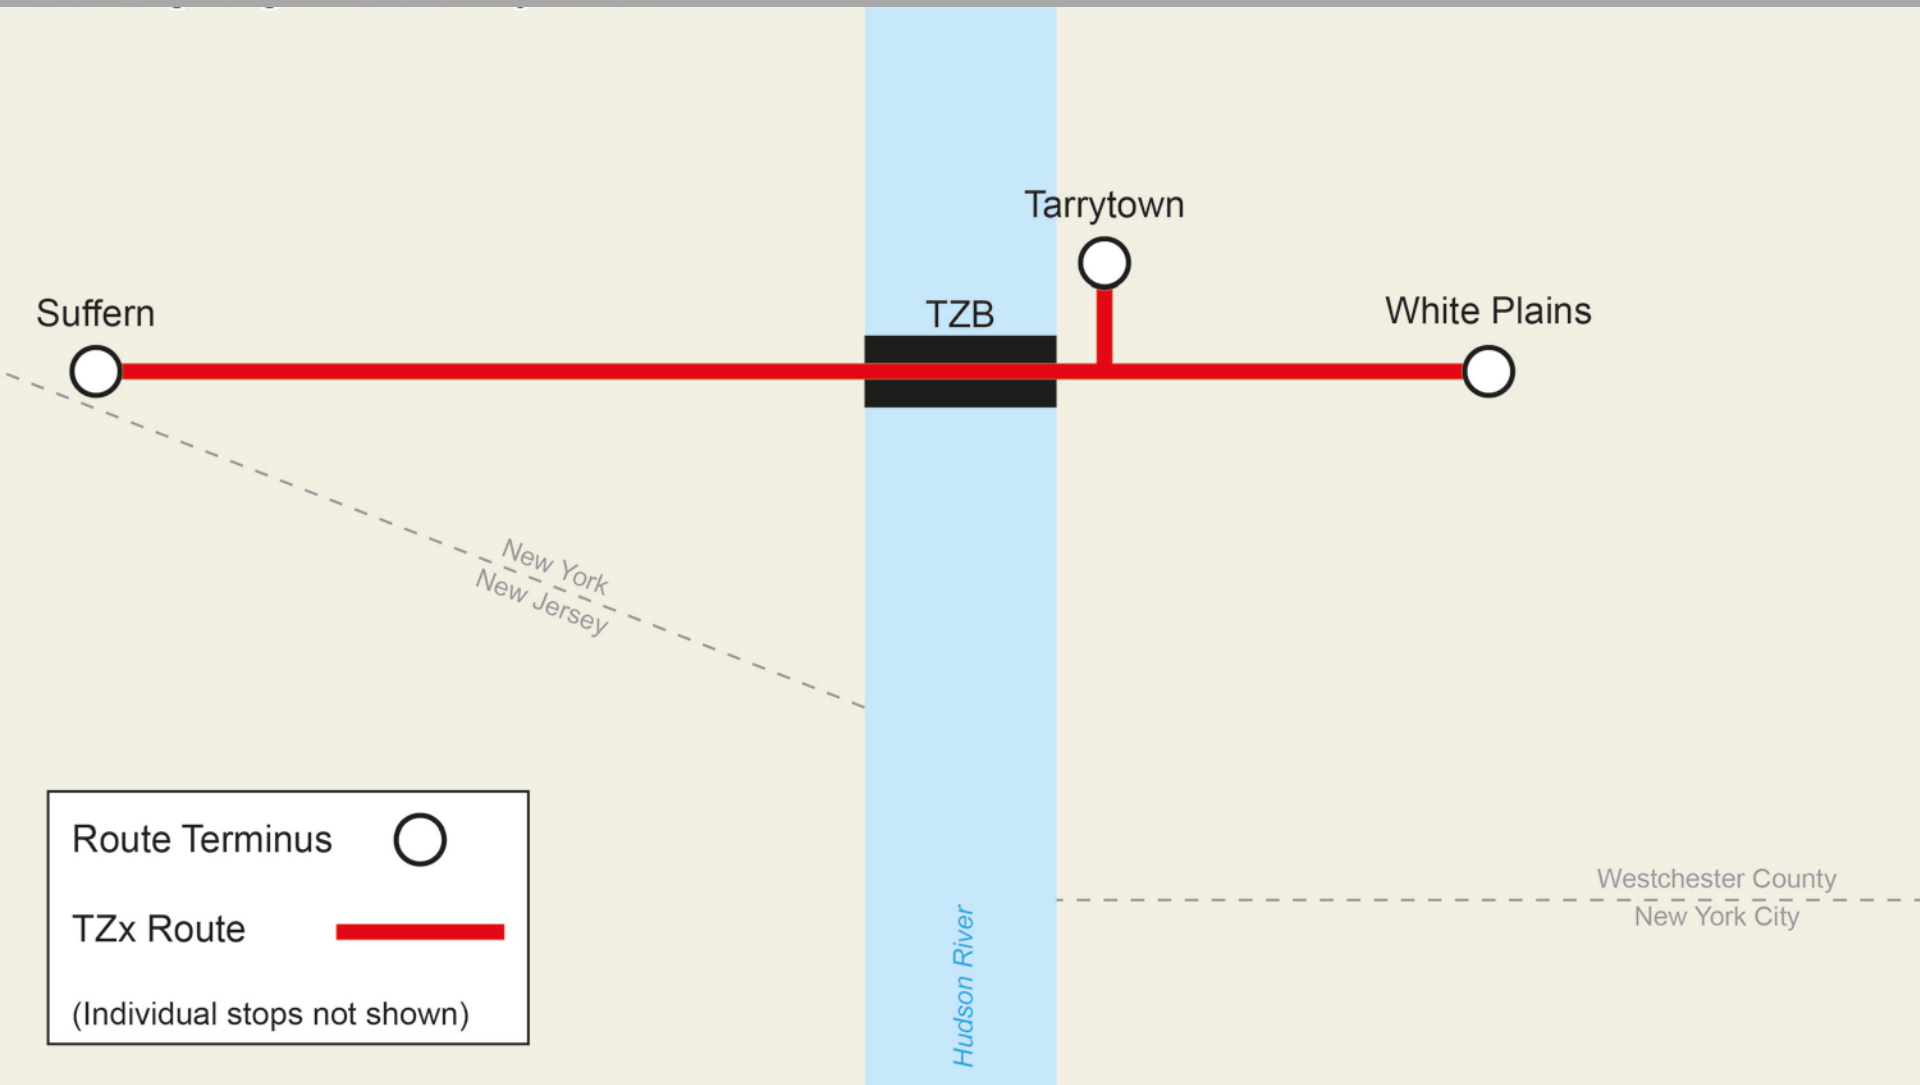 Tarrytown
Suffern
TZB
White Plains
New York
New Jersey
Route Terminus
TZx Route
(Individual stops not shown)
Hudson River
Westchester County
New York City